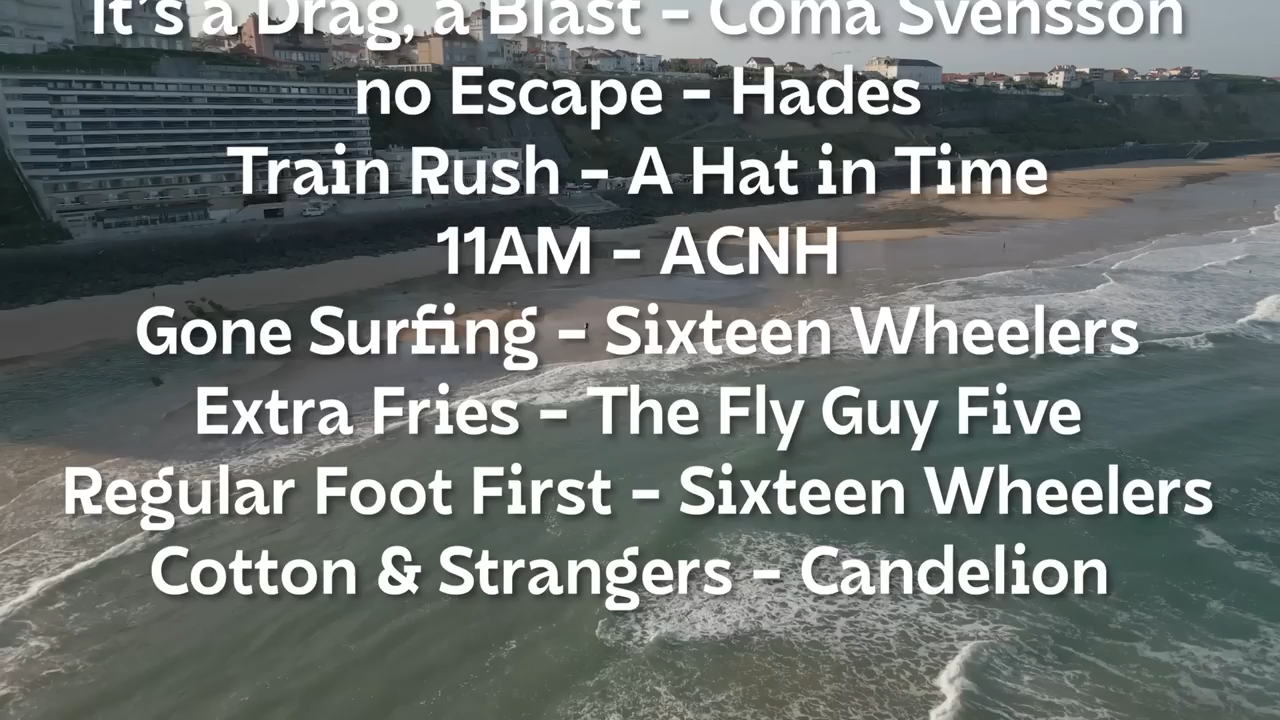 It's a Drag, a Blast - Coma Svensson
no Escape - Hades
Train Rush - A Hat in Time
11AM - ACNH
Gone Surfing - Sixteen Wheelers
Extra Fries - The Fly Guy Five
Regular Foot First - Sixteen Wheelers
Cotton & Strangers - Candelion